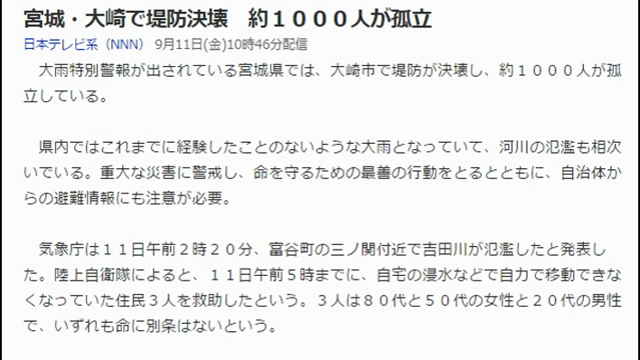 宮城・大崎で堤防決壊　約１０００人が孤立
日本テレビ系（NNN） 9月11日(金)10時46分配信
　大雨特別警報が出されている宮城県では、大崎市で堤防が決壊し、約１０００人が孤
立している。
　県内ではこれまでに経験したことのないような大雨となっていて、河川の氾濫も相次
いでいる。重大な災害に警戒し、命を守るための最善の行動をとるとともに、自治体か
らの避難情報にも注意が必要。
　気象庁は１１日午前２時２０分、富谷町の三ノ関付近で吉田川が氾濫したと発表し
た。陸上自衛隊によると、１１日午前５時までに、自宅の浸水などで自力で移動できな
くなっていた住民３人を救助したという。３人は８０代と５０代の女性と２０代の男性
で、いずれも命に別条はないという。